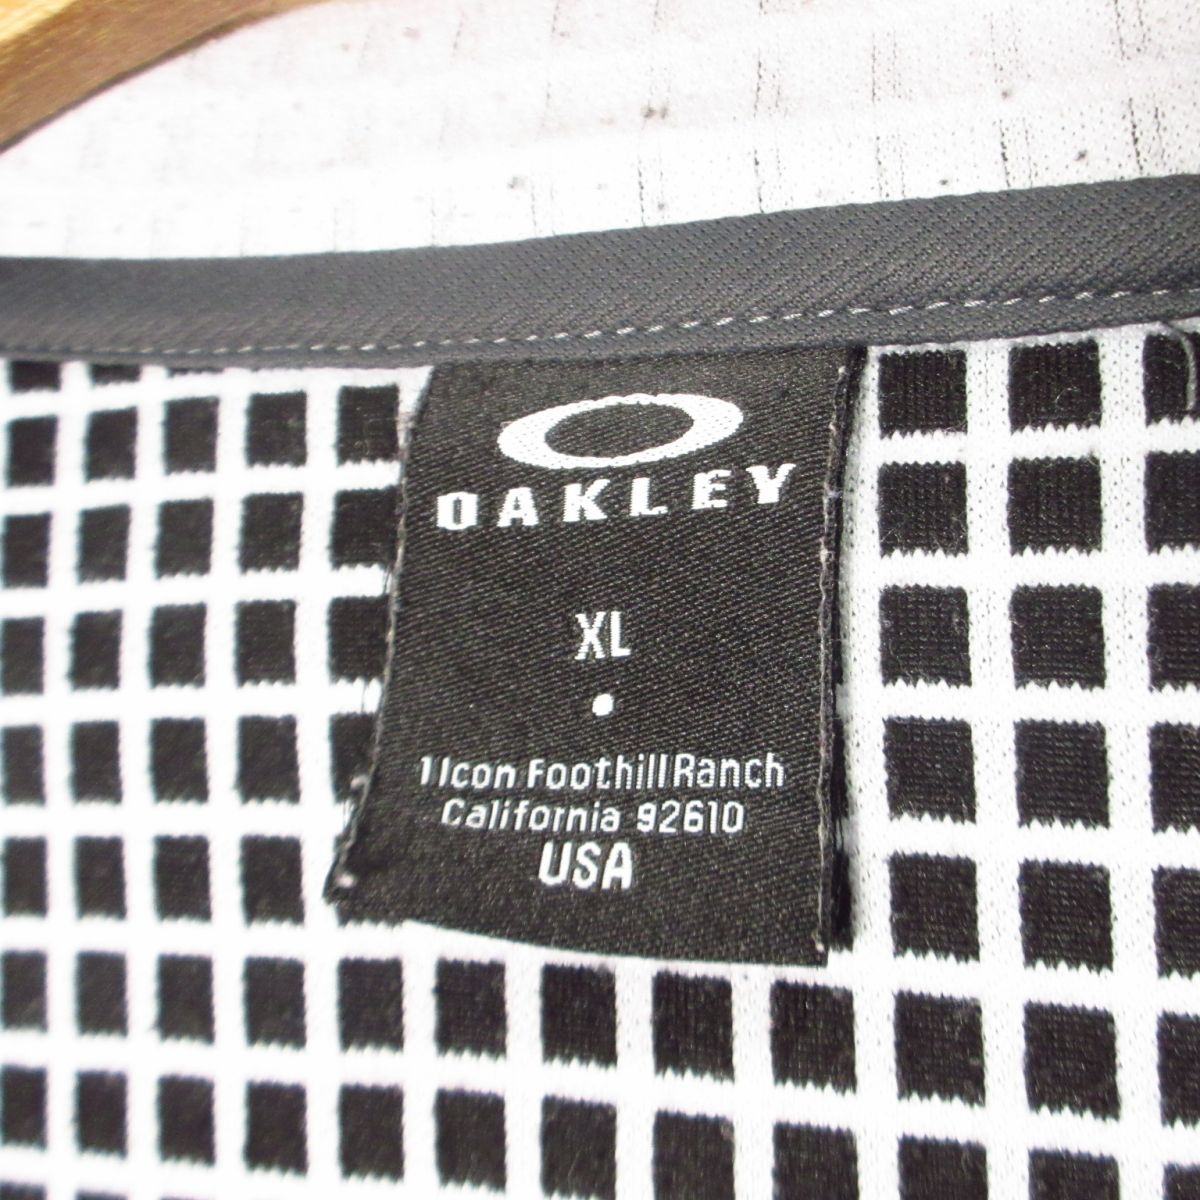 OAKLEY
XL
1 Icon Foothill Ranch
California 92610
USA